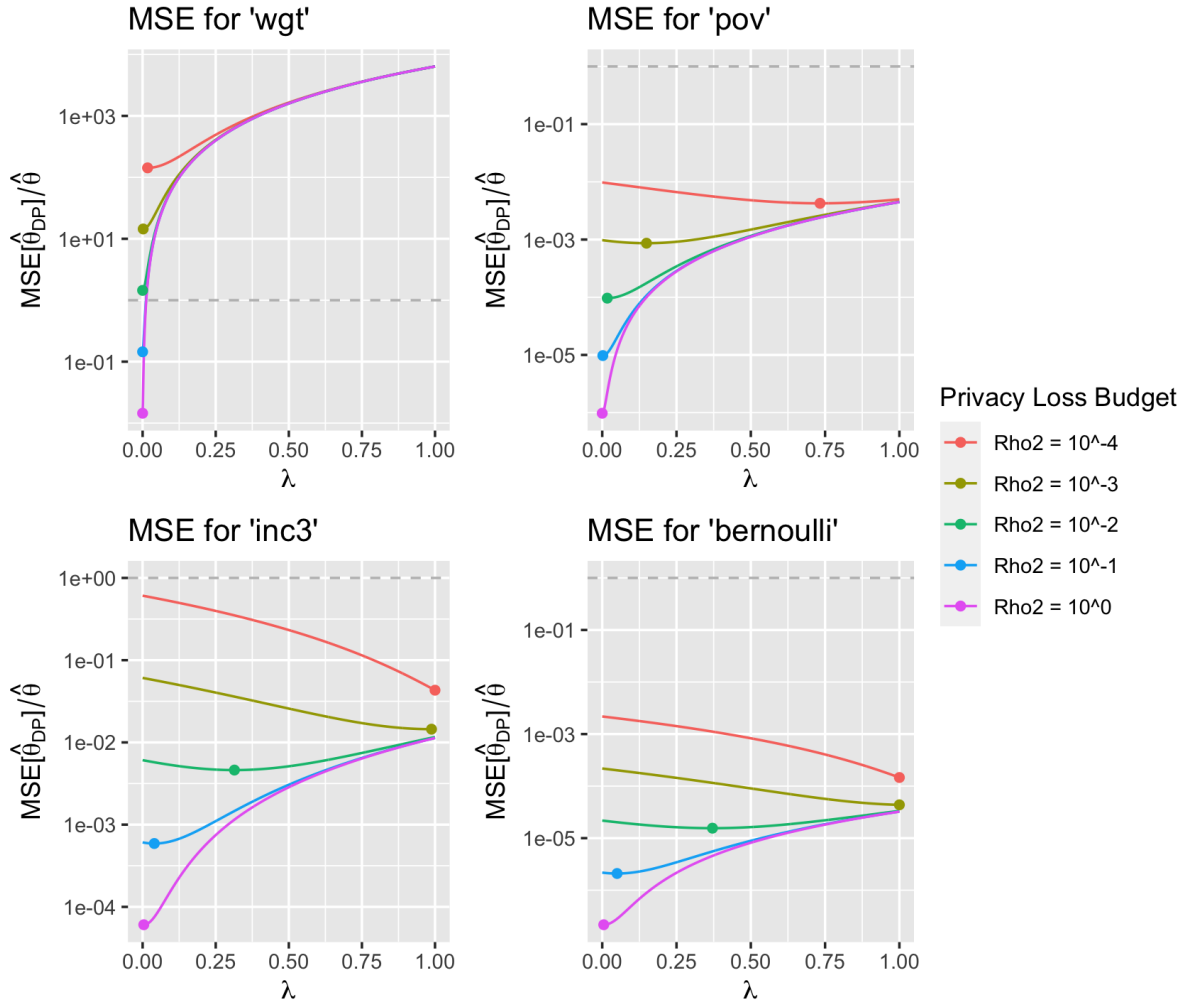 MSE for 'wgt'
MSE[θ̂_DP]/θ̂
1e+03
1e+01
1e-01
0.00 0.25 0.50 0.75 1.00
λ
MSE for 'pov'
MSE[θ̂_DP]/θ̂
1e-01
1e-03
1e-05
0.00 0.25 0.50 0.75 1.00
λ
MSE for 'inc3'
MSE[θ̂_DP]/θ̂
1e+00
1e-01
1e-02
1e-03
1e-04
0.00 0.25 0.50 0.75 1.00
λ
MSE for 'bernoulli'
MSE[θ̂_DP]/θ̂
1e-01
1e-03
1e-05
0.00 0.25 0.50 0.75 1.00
λ
Privacy Loss Budget
Rho2 = 10^-4
Rho2 = 10^-3
Rho2 = 10^-2
Rho2 = 10^-1
Rho2 = 10^0